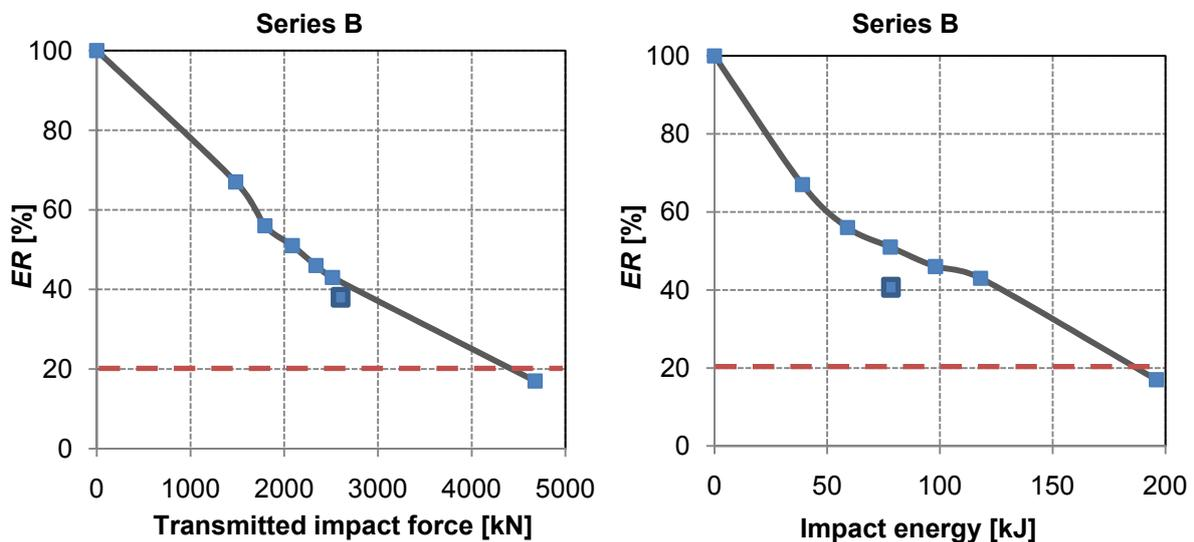 Series B
100
80
60
40
20
0
ER [%]
0 1000 2000 3000 4000 5000
Transmitted impact force [kN]
Series B
100
80
60
40
20
0
ER [%]
0 50 100 150 200
Impact energy [kJ]